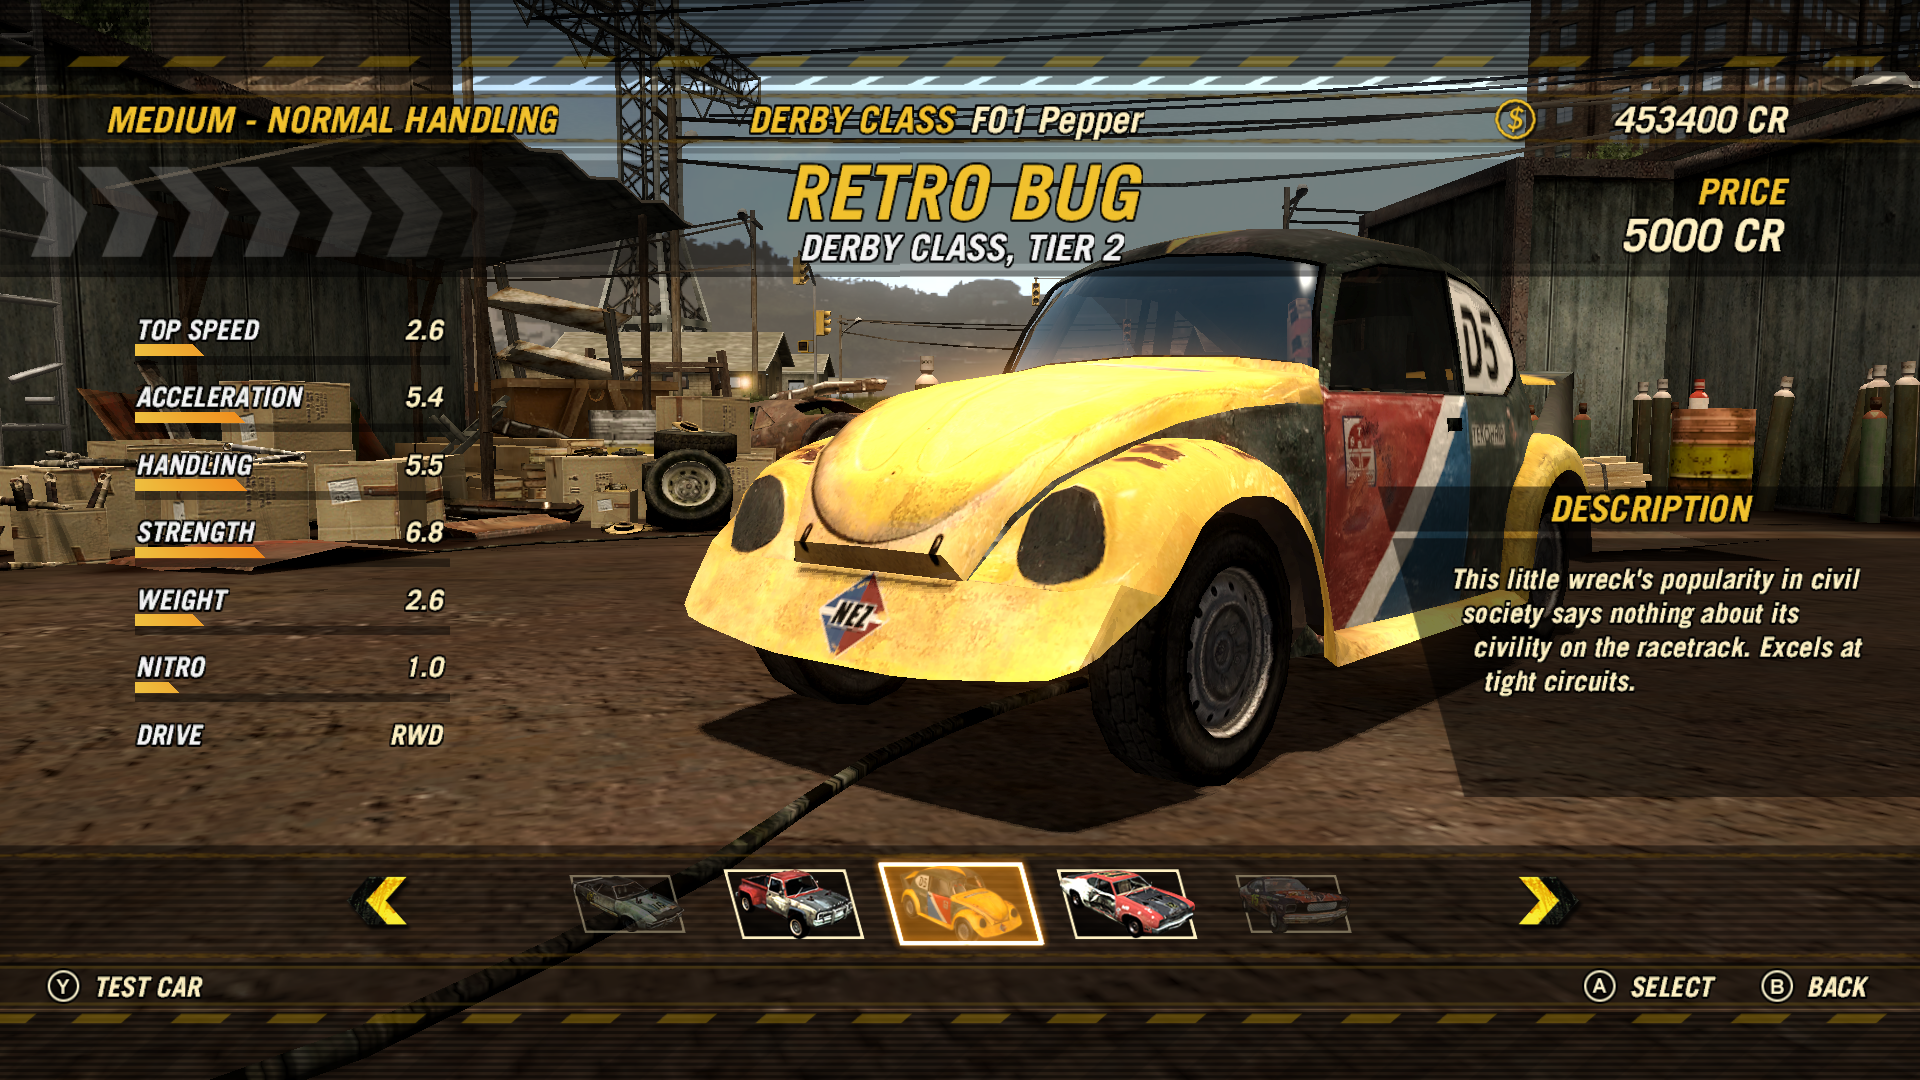 MEDIUM - NORMAL HANDLING
DERBY CLASS F01 Pepper
453400 CR
RETRO BUG
DERBY CLASS, TIER 2
PRICE
5000 CR
TOP SPEED 2.6
ACCELERATION 5.4
HANDLING 5.5
STRENGTH 6.8
WEIGHT 2.6
NITRO 1.0
DRIVE RWD
D5
NEZ
DESCRIPTION
This little wreck's popularity in civil
society says nothing about its
civility on the racetrack. Excels at
tight circuits.
Y TEST CAR
A SELECT
B BACK